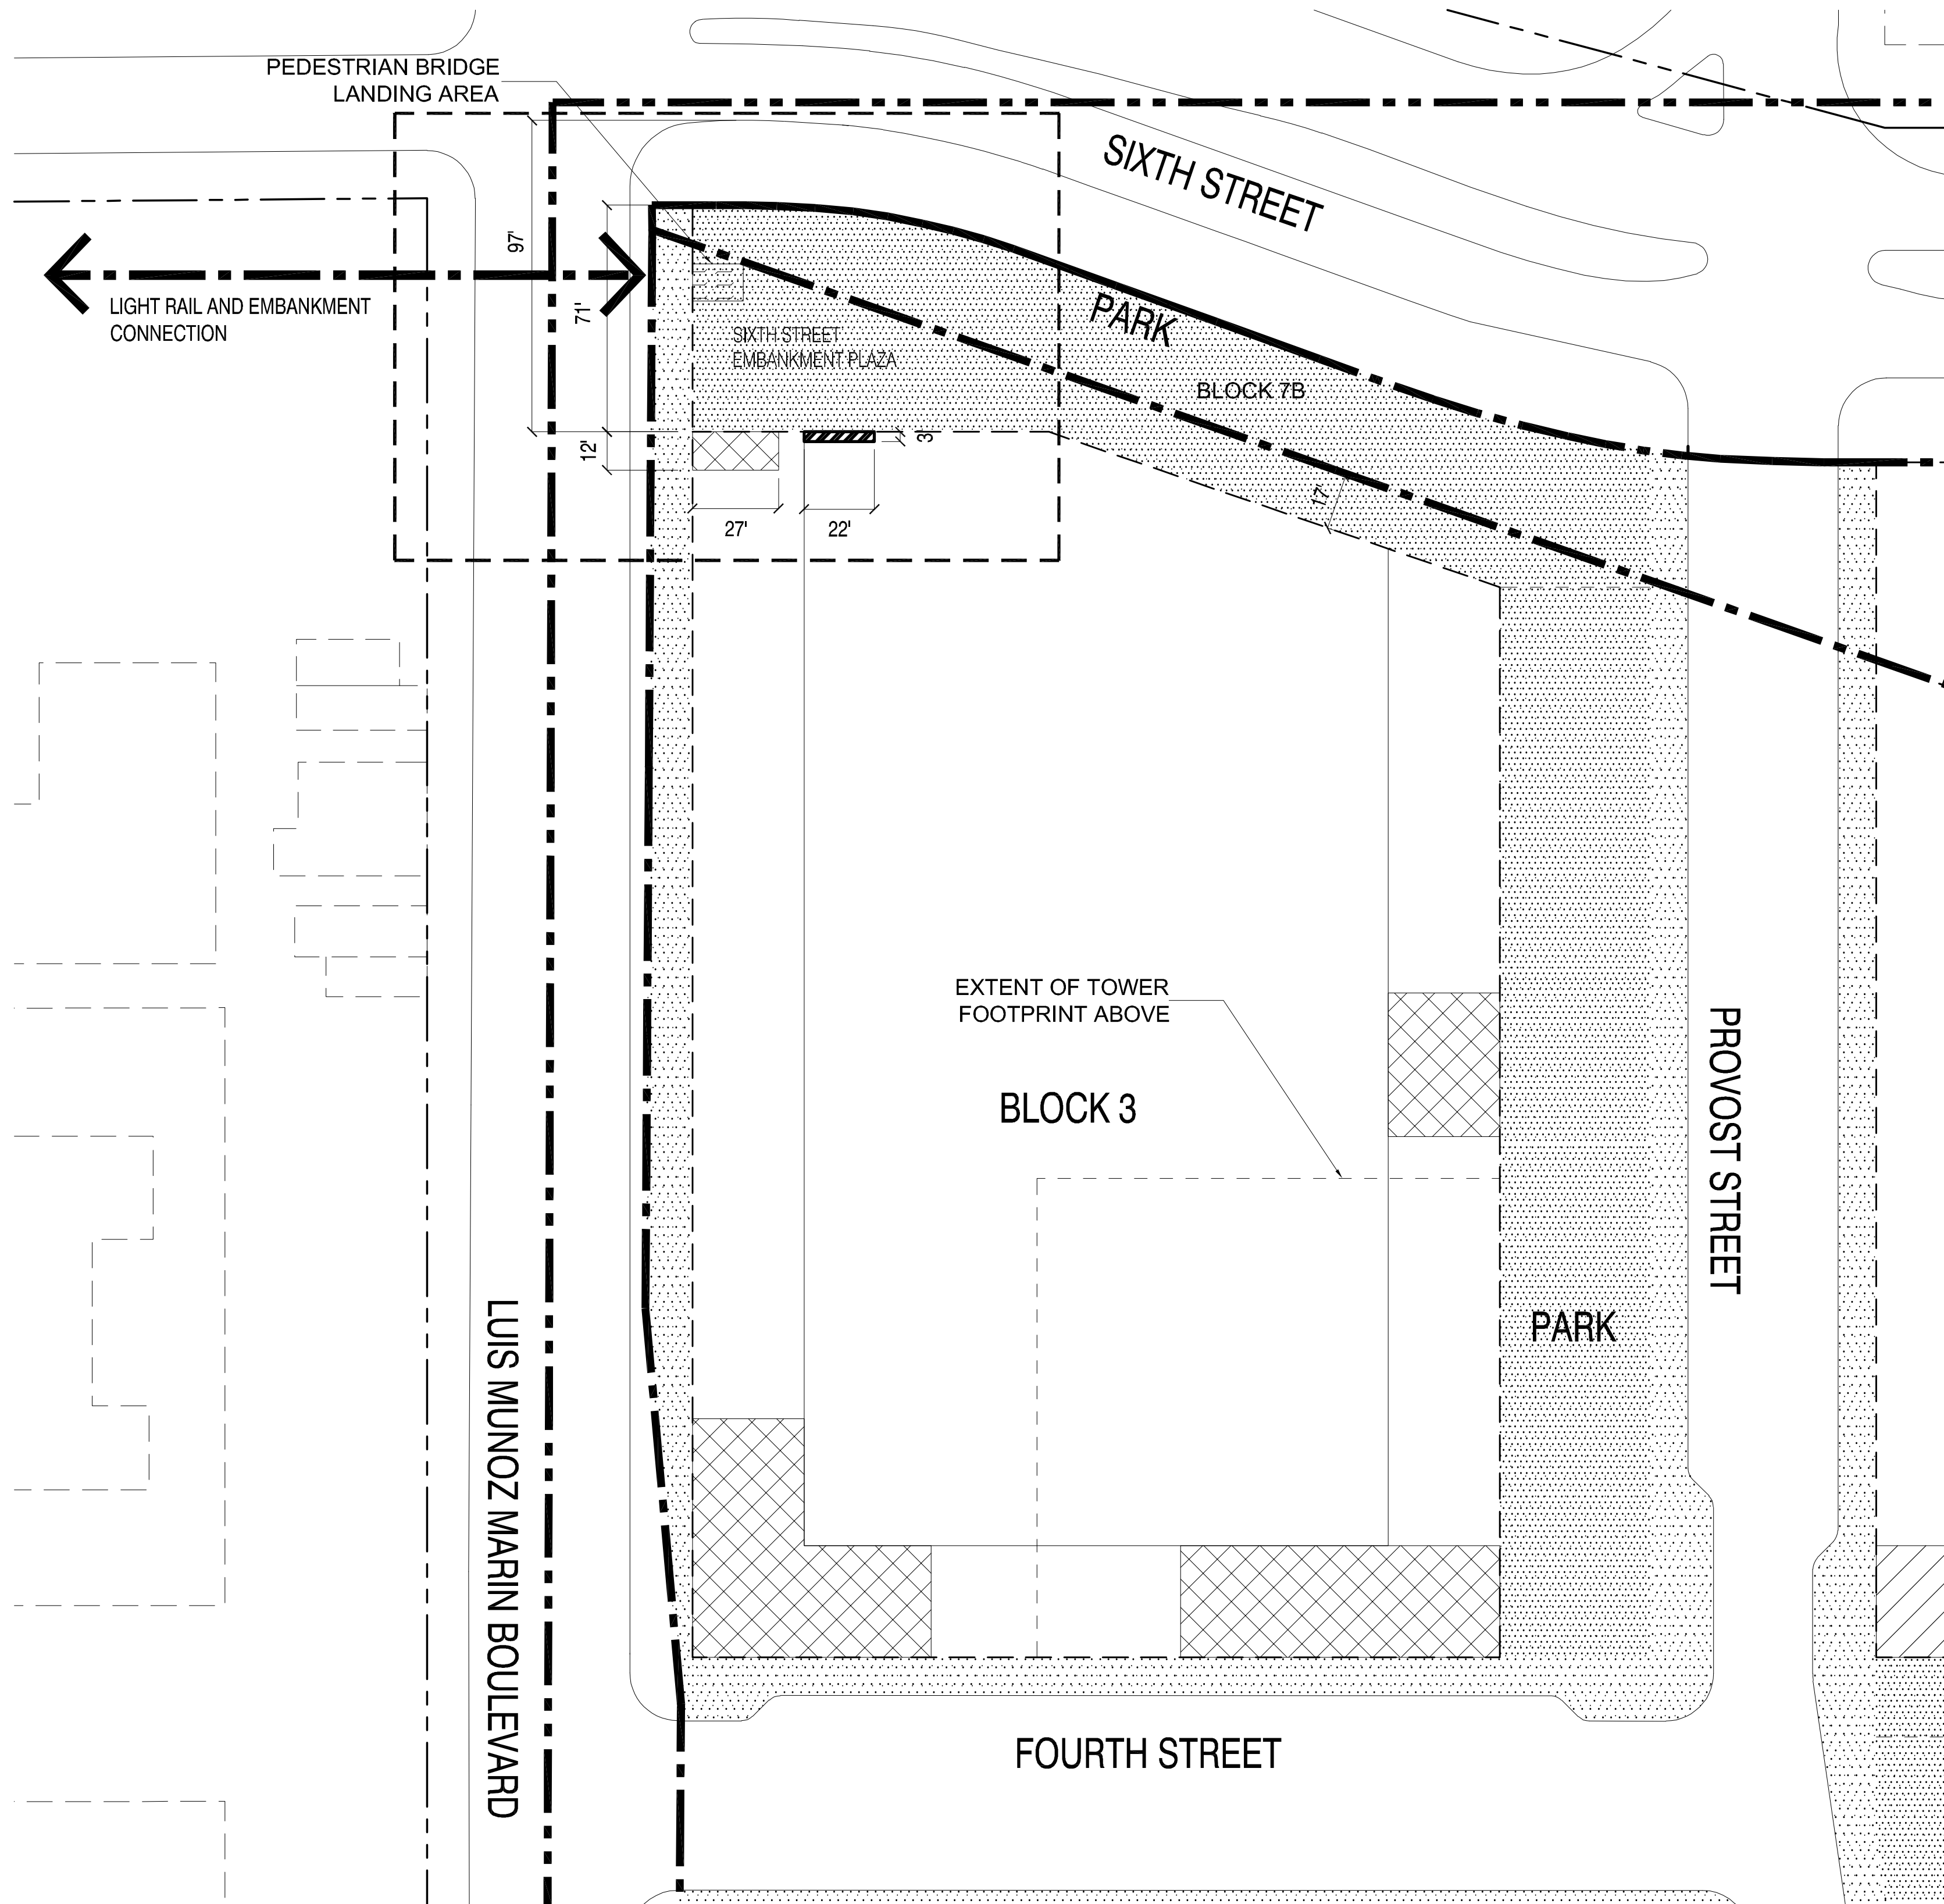 PEDESTRIAN BRIDGE
LANDING AREA
SIXTH STREET
97'
71'
LIGHT RAIL AND EMBANKMENT
CONNECTION
PARK
SIXTH STREET
EMBANKMENT PLAZA
BLOCK 7B
12'
3'
17'
27'
22'
EXTENT OF TOWER
FOOTPRINT ABOVE
BLOCK 3
PROVOST STREET
PARK
LUIS MUNOZ MARIN BOULEVARD
FOURTH STREET